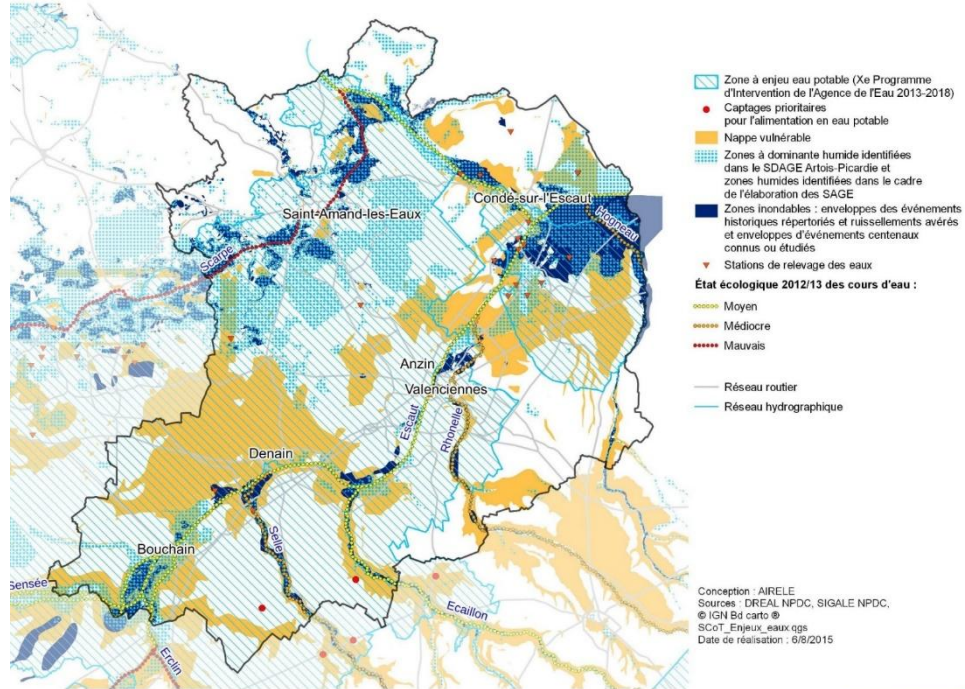 Zone à enjeu eau potable (Xe Programme
d'Intervention de l'Agence de l'Eau 2013-2018)
Captages prioritaires
pour l'alimentation en eau potable
Nappe vulnérable
Zones à dominante humide identifiées
dans le SDAGE Artois-Picardie et
zones humides identifiées dans le cadre
de l'élaboration des SAGE
Zones inondables : enveloppes des événements
historiques répertoriés et ruissellements avérés
et enveloppes d'événements centenaux
connus ou étudiés
Stations de relevage des eaux
État écologique 2012/13 des cours d'eau :
Moyen
Médiocre
Mauvais
Réseau routier
Réseau hydrographique
Saint-Amand-les-Eaux
Condé-sur-l'Escaut
Hogneau
Scarpe
Anzin
Valenciennes
Escaut
Rhonelle
Denain
Selle
Bouchain
Sensée
Ecaillon
Erclin
Conception : AIRELE
Sources : DREAL NPDC, SIGALE NPDC,
© IGN Bd carto ®
SCoT_Enjeux_eaux.qgs
Date de réalisation : 6/8/2015